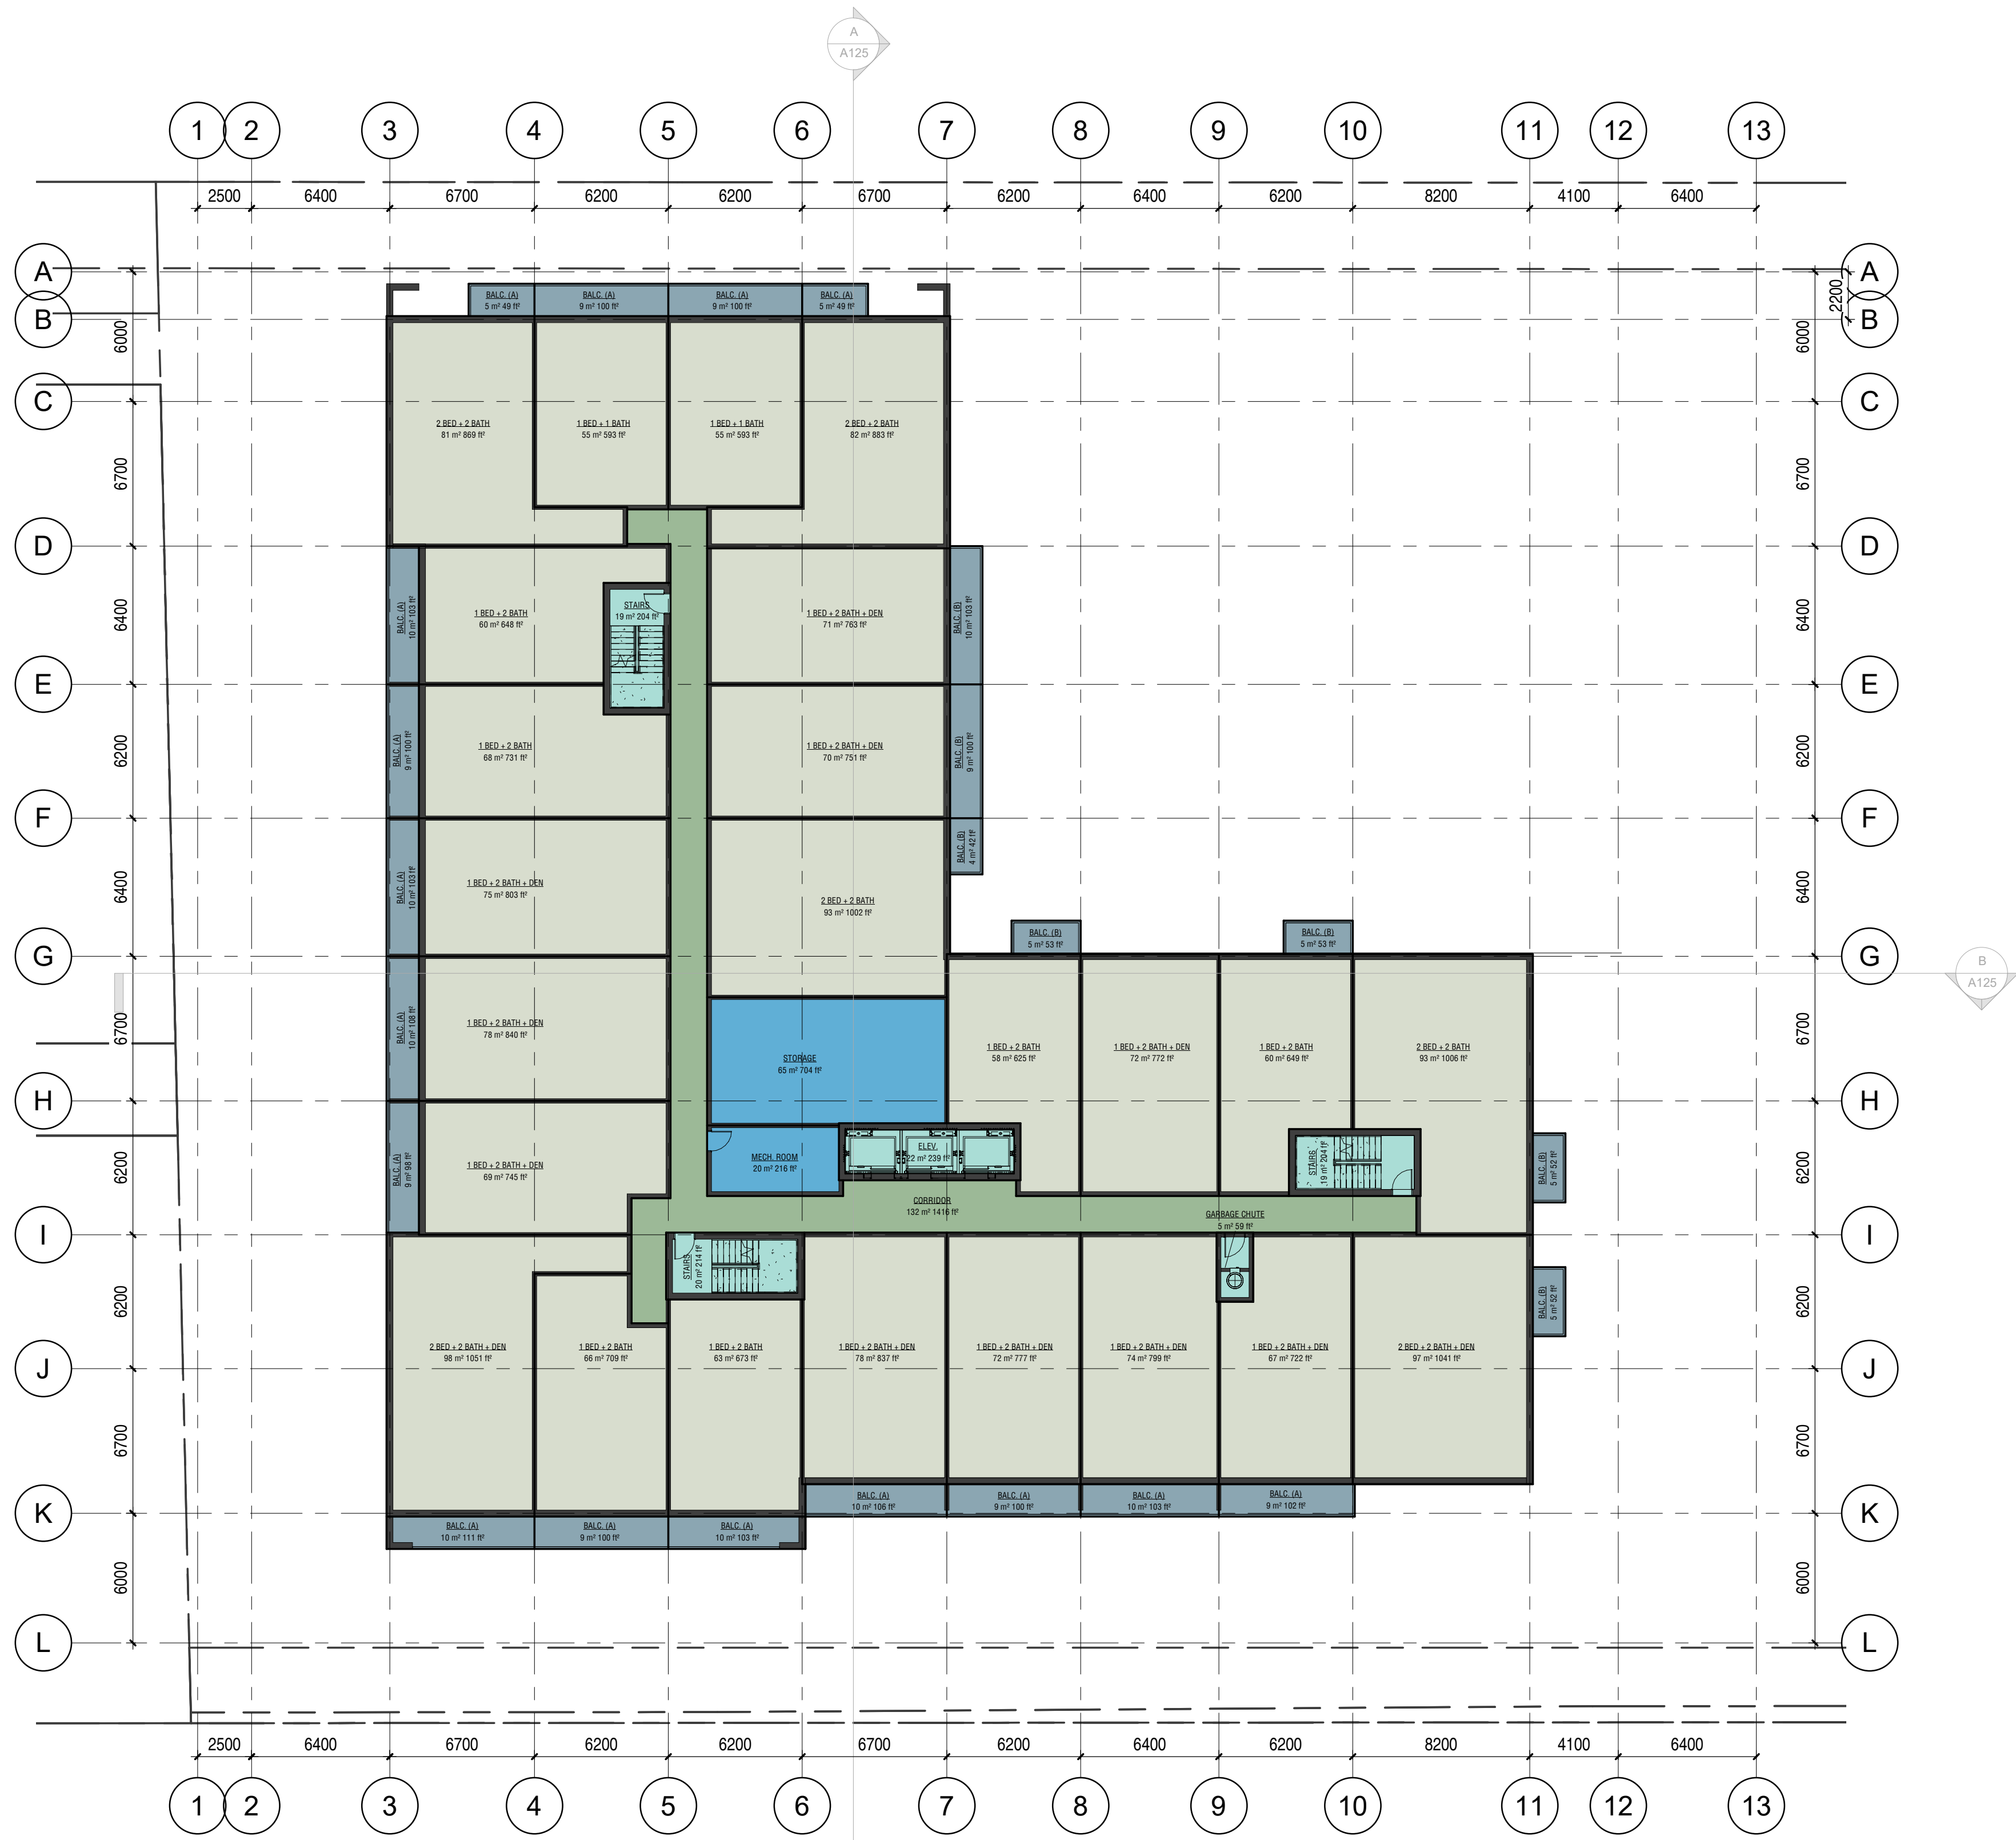 A
A125
1 2 3 4 5 6 7 8 9 10 11 12 13
2500 6400 6700 6200 6200 6700 6200 6400 6200 8200 4100 6400
A A
2200
BALC. (A) BALC. (A) BALC. (A) BALC. (A)
5 m² 49 ft² 9 m² 100 ft² 9 m² 100 ft² 5 m² 49 ft²
B B
6000 6000
C C
2 BED + 2 BATH 1 BED + 1 BATH 1 BED + 1 BATH 2 BED + 2 BATH
81 m² 869 ft² 55 m² 593 ft² 55 m² 593 ft² 82 m² 883 ft²
6700 6700
D D
BALC. (A)
10 m² 103 ft²
1 BED + 2 BATH
60 m² 648 ft²
STAIRS
19 m² 204 ft²
1 BED + 2 BATH + DEN
71 m² 763 ft²
BALC. (B)
10 m² 103 ft²
6400 6400
E E
BALC. (A)
9 m² 100 ft²
1 BED + 2 BATH
68 m² 731 ft²
1 BED + 2 BATH + DEN
70 m² 751 ft²
BALC. (B)
9 m² 100 ft²
6200 6200
F F
BALC. (B)
4 m² 42 ft²
BALC. (A)
10 m² 103 ft²
1 BED + 2 BATH + DEN
75 m² 803 ft²
2 BED + 2 BATH
93 m² 1002 ft²
6400 6400
BALC. (B) BALC. (B)
5 m² 53 ft² 5 m² 53 ft²
G G
B
A125
BALC. (A)
10 m² 108 ft²
1 BED + 2 BATH + DEN
78 m² 840 ft²
STORAGE
65 m² 704 ft²
1 BED + 2 BATH 1 BED + 2 BATH + DEN 1 BED + 2 BATH 2 BED + 2 BATH
58 m² 625 ft² 72 m² 772 ft² 60 m² 649 ft² 93 m² 1006 ft²
6700 6700
H H
BALC. (A)
9 m² 98 ft²
1 BED + 2 BATH + DEN
69 m² 745 ft²
MECH. ROOM
20 m² 216 ft²
ELEV.
22 m² 239 ft²
STAIRS
19 m² 204 ft²
BALC. (B)
5 m² 52 ft²
6200 6200
CORRIDOR
132 m² 1416 ft²
GARBAGE CHUTE
5 m² 59 ft²
I I
STAIRS
20 m² 214 ft²
BALC. (B)
5 m² 52 ft²
6200 6200
2 BED + 2 BATH + DEN 1 BED + 2 BATH 1 BED + 2 BATH 1 BED + 2 BATH + DEN 1 BED + 2 BATH + DEN 1 BED + 2 BATH + DEN 1 BED + 2 BATH + DEN 2 BED + 2 BATH + DEN
98 m² 1051 ft² 66 m² 709 ft² 63 m² 673 ft² 78 m² 837 ft² 72 m² 777 ft² 74 m² 799 ft² 67 m² 722 ft² 97 m² 1041 ft²
J J
6700 6700
BALC. (A) BALC. (A) BALC. (A) BALC. (A)
10 m² 106 ft² 9 m² 100 ft² 10 m² 103 ft² 9 m² 102 ft²
K K
BALC. (A) BALC. (A) BALC. (A)
10 m² 111 ft² 9 m² 100 ft² 10 m² 103 ft²
6000 6000
L L
2500 6400 6700 6200 6200 6700 6200 6400 6200 8200 4100 6400
1 2 3 4 5 6 7 8 9 10 11 12 13